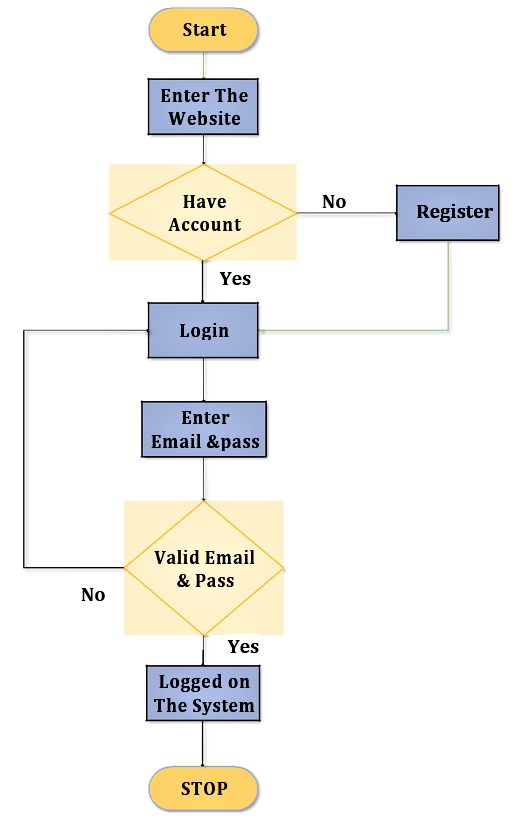 Start
Enter The
Website
Have
Account
No
Register
Yes
Login
Enter
Email &pass
Valid Email
& Pass
No
Yes
Logged on
The System
STOP